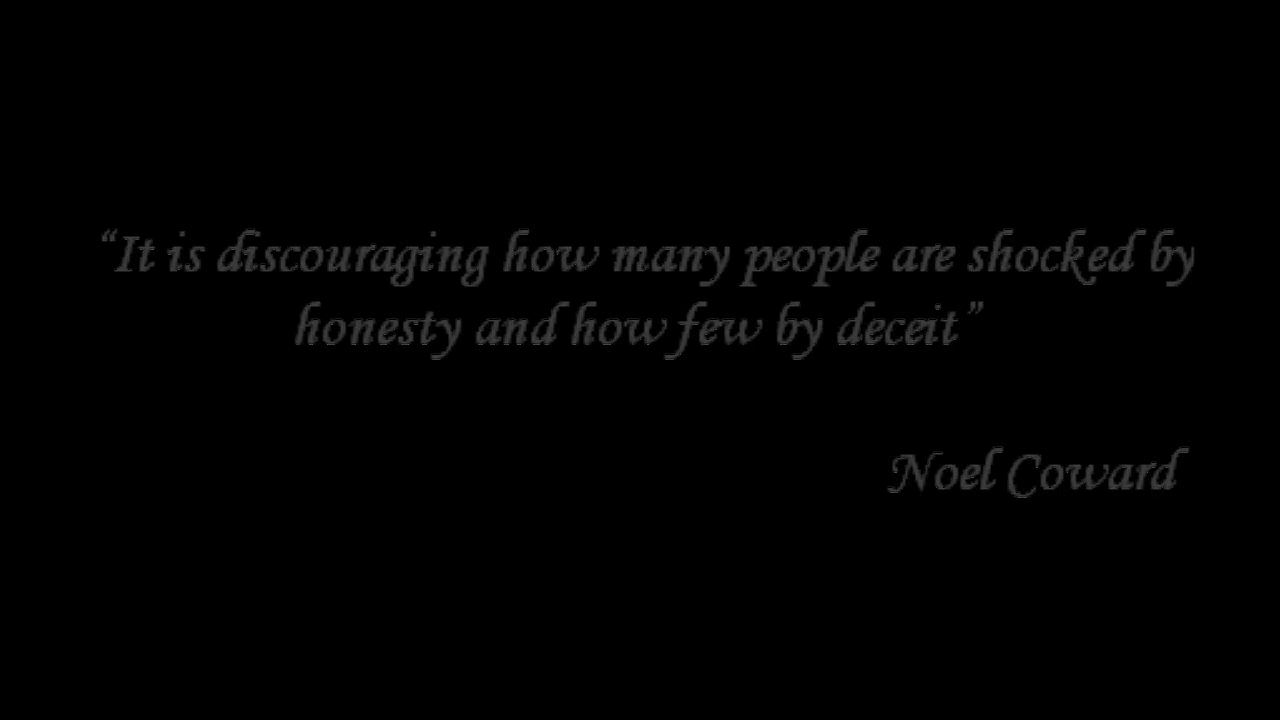 “It is discouraging how many people are shocked by
honesty and how few by deceit”
Noel Coward